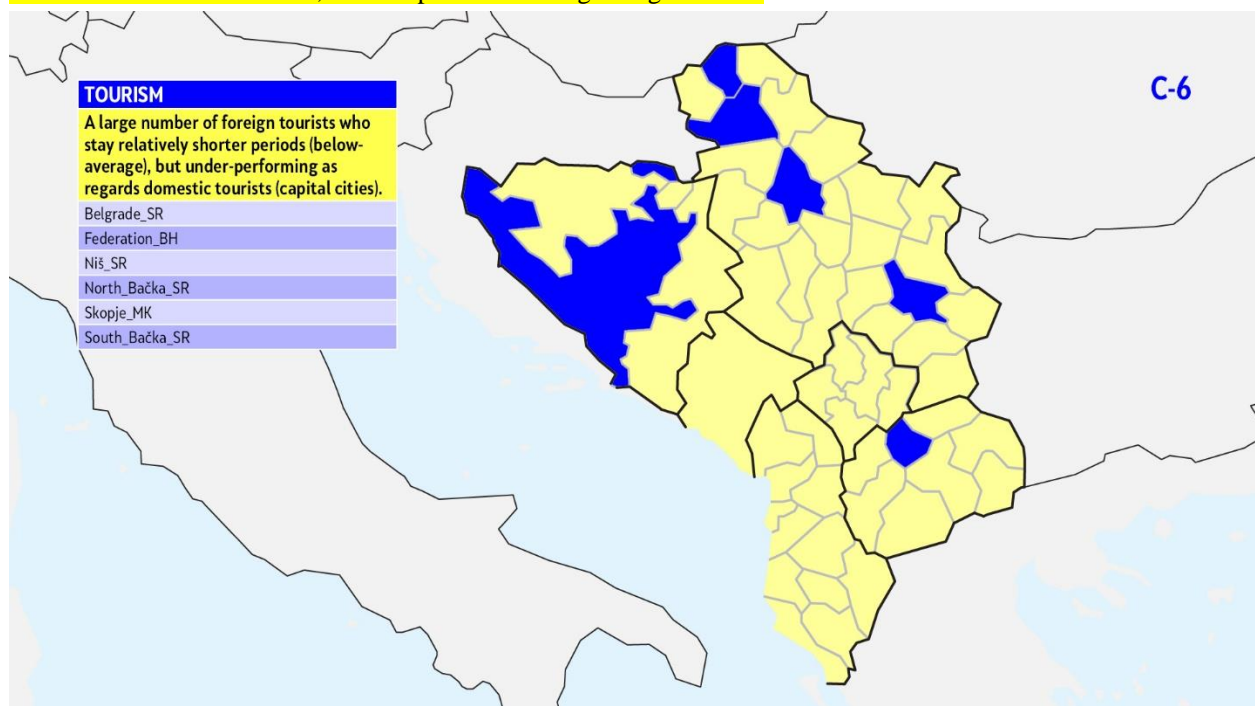 TOURISM
A large number of foreign tourists who
stay relatively shorter periods (below-
average), but under-performing as
regards domestic tourists (capital cities).
Belgrade_SR
Federation_BH
Niš_SR
North_Bačka_SR
Skopje_MK
South_Bačka_SR
C-6